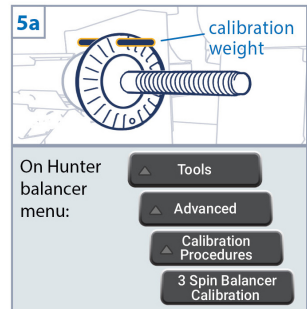 5a
calibration
weight
On Hunter
balancer
menu:
Tools
Advanced
Calibration
Procedures
3 Spin Balancer
Calibration